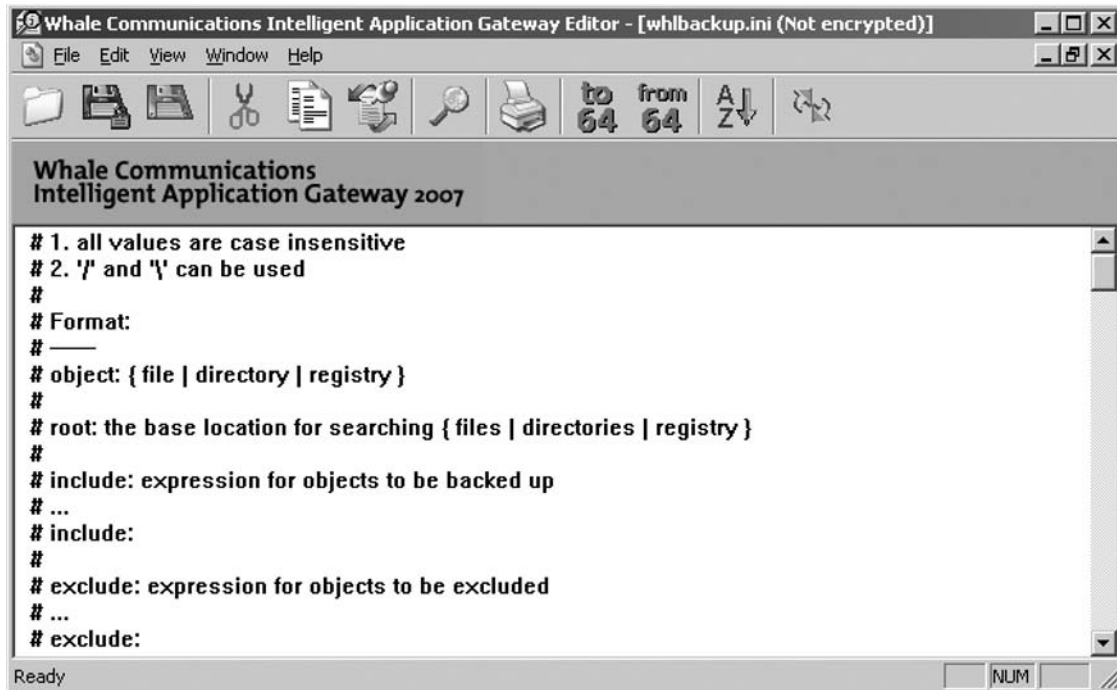 Whale Communications Intelligent Application Gateway Editor - [whlbackup.ini (Not encrypted)]
File Edit View Window Help
to 64 from 64 A Z
Whale Communications
Intelligent Application Gateway 2007
# 1. all values are case insensitive
# 2. '/' and '\' can be used
#
# Format:
# ——
# object: { file | directory | registry }
#
# root: the base location for searching { files | directories | registry }
#
# include: expression for objects to be backed up
# ...
# include:
#
# exclude: expression for objects to be excluded
# ...
# exclude:
Ready NUM